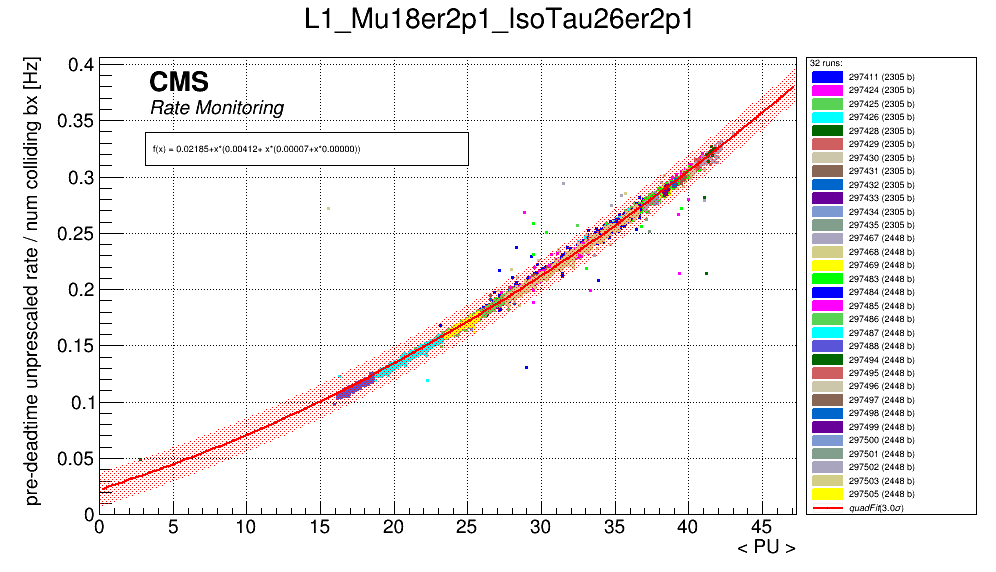 L1_Mu18er2p1_IsoTau26er2p1
pre-deadtime unprescaled rate / num colliding bx [Hz]
0.4
0.35
0.3
0.25
0.2
0.15
0.1
0.05
0
CMS
Rate Monitoring
f(x) = 0.02185+x*(0.00412+ x*(0.00007+x*0.00000))
0 5 10 15 20 25 30 35 40 45
< PU >
32 runs:
297411 (2305 b)
297424 (2305 b)
297425 (2305 b)
297426 (2305 b)
297428 (2305 b)
297429 (2305 b)
297430 (2305 b)
297431 (2305 b)
297432 (2305 b)
297433 (2305 b)
297434 (2305 b)
297435 (2305 b)
297467 (2448 b)
297468 (2448 b)
297469 (2448 b)
297483 (2448 b)
297484 (2448 b)
297485 (2448 b)
297486 (2448 b)
297487 (2448 b)
297488 (2448 b)
297494 (2448 b)
297495 (2448 b)
297496 (2448 b)
297497 (2448 b)
297498 (2448 b)
297499 (2448 b)
297500 (2448 b)
297501 (2448 b)
297502 (2448 b)
297503 (2448 b)
297505 (2448 b)
quadFit(3.0σ)